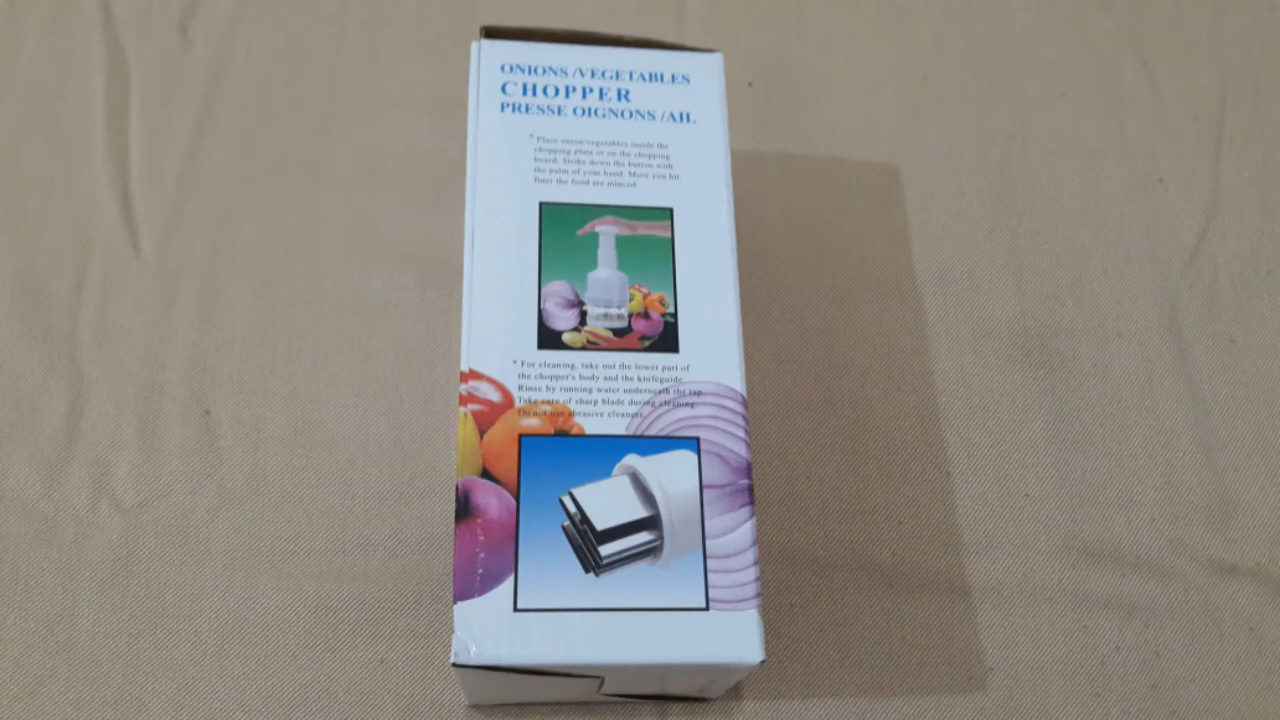 ONIONS /VEGETABLES
CHOPPER
PRESSE OIGNONS /AIL
* Place onion/vegetables inside the
chopping plate or on the chopping
board. Strike down the button with
the palm of your hand. More you hit,
finer the food are minced.
* For cleaning, take out the lower part of
the chopper's body and the knifeguide.
Rinse by running water underneath the tap.
Take care of sharp blade during cleaning.
Do not use abrasive cleaners.